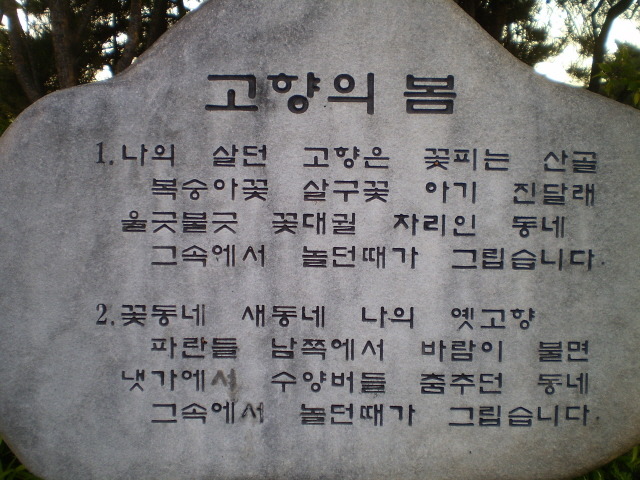 고향의 봄
1. 나의 살던 고향은 꽃피는 산골
복숭아꽃 살구꽃 아기 진달래
울긋불긋 꽃대궐 차리인 동네
그속에서 놀던때가 그립습니다.
2. 꽃동네 새동네 나의 옛고향
파란들 남쪽에서 바람이 불면
냇가에서 수양버들 춤추던 동네
그속에서 놀던때가 그립습니다.